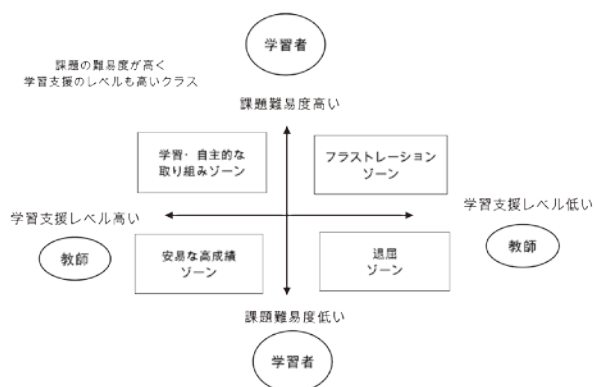 学習者
課題の難易度が高く
学習支援のレベルも高いクラス
課題難易度高い
学習・自主的な
取り組みゾーン
フラストレーション
ゾーン
学習支援レベル高い
学習支援レベル低い
教師
安易な高成績
ゾーン
退屈
ゾーン
教師
課題難易度低い
学習者